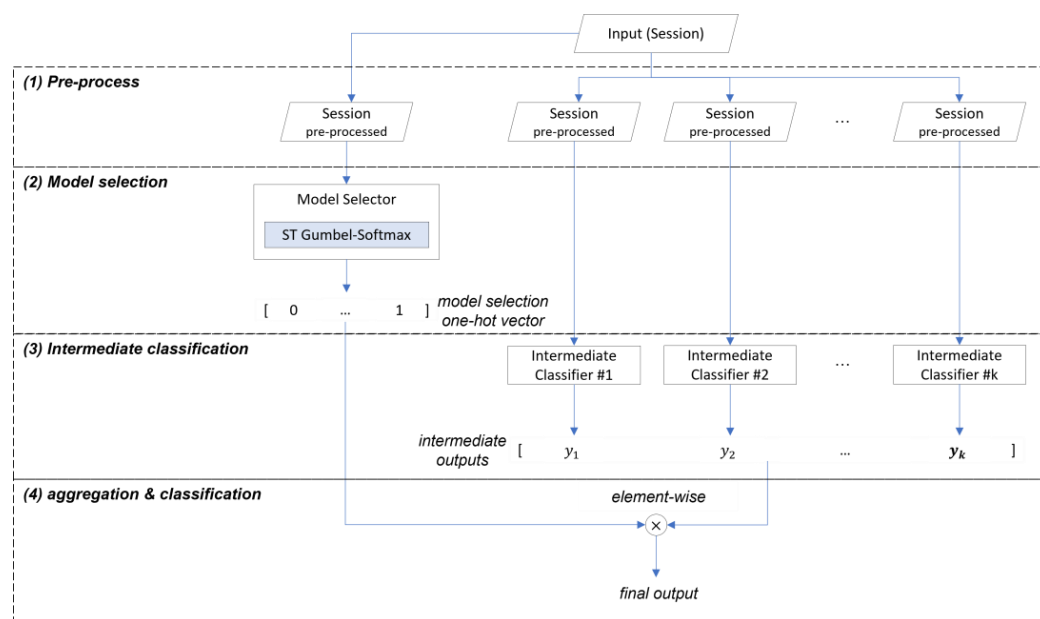 Input (Session)
(1) Pre-process
Session
pre-processed
Session
pre-processed
Session
pre-processed
...
Session
pre-processed
(2) Model selection
Model Selector
ST Gumbel-Softmax
[ 0 ... 1 ]
model selection
one-hot vector
(3) Intermediate classification
Intermediate
Classifier #1
Intermediate
Classifier #2
...
Intermediate
Classifier #k
intermediate
outputs
[ y₁ y₂ ... yₖ ]
(4) aggregation & classification
element-wise
×
final output